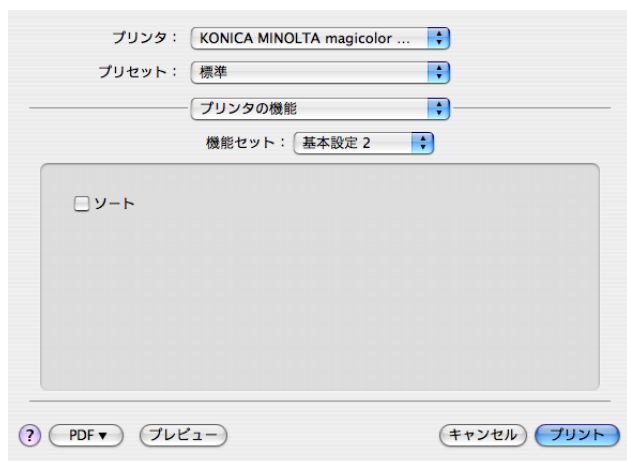 プリンタ： KONICA MINOLTA magicolor ...
プリセット： 標準
プリンタの機能
機能セット： 基本設定 2
ソート
? PDF▼ プレビュー キャンセル プリント